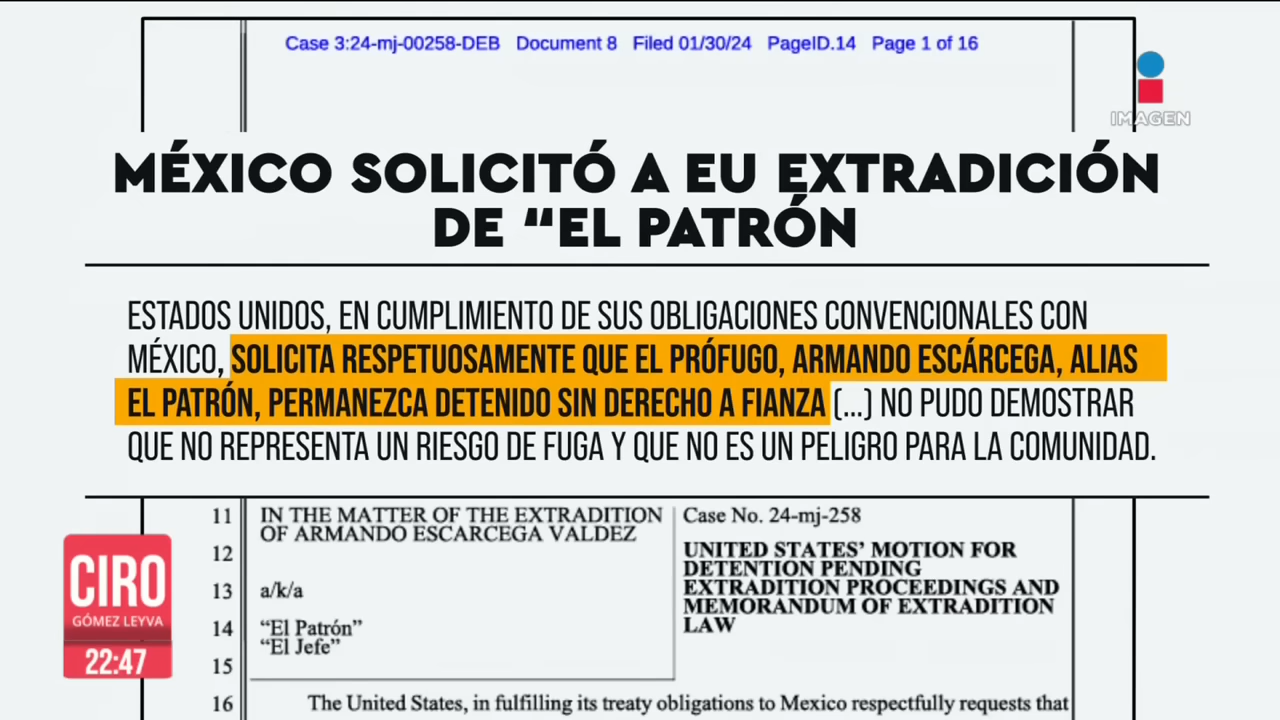 Case 3:24-mj-00258-DEB Document 8 Filed 01/30/24 PageID.14 Page 1 of 16
IMAGEN
MÉXICO SOLICITÓ A EU EXTRADICIÓN
DE “EL PATRÓN
ESTADOS UNIDOS, EN CUMPLIMIENTO DE SUS OBLIGACIONES CONVENCIONALES CON
MÉXICO, SOLICITA RESPETUOSAMENTE QUE EL PRÓFUGO, ARMANDO ESCÁRCEGA, ALIAS
EL PATRÓN, PERMANEZCA DETENIDO SIN DERECHO A FIANZA (...) NO PUDO DEMOSTRAR
QUE NO REPRESENTA UN RIESGO DE FUGA Y QUE NO ES UN PELIGRO PARA LA COMUNIDAD.
11 IN THE MATTER OF THE EXTRADITION
OF ARMANDO ESCARCEGA VALDEZ
12
13 a/k/a
14 “El Patrón”
“El Jefe”
15
Case No. 24-mj-258
UNITED STATES’ MOTION FOR
DETENTION PENDING
EXTRADITION PROCEEDINGS AND
MEMORANDUM OF EXTRADITION
LAW
16 The United States, in fulfilling its treaty obligations to Mexico respectfully requests that
CIRO
GÓMEZ LEYVA
22:47